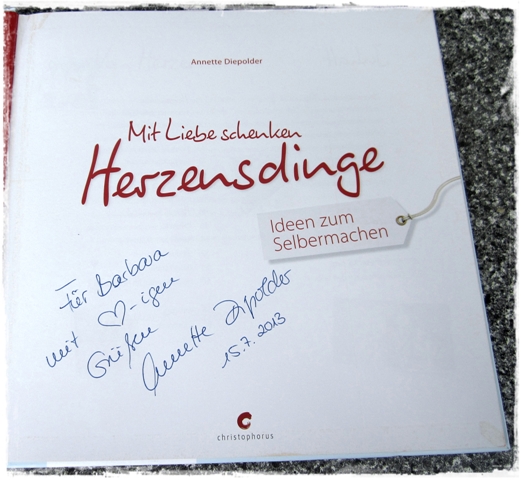 Annette Diepolder
Mit Liebe schenken
Herzensdinge
Ideen zum
Selbermachen
Für Barbara
mit ♡-igen
Grüßen
Annette Diepolder
15.7.2013
christophorus